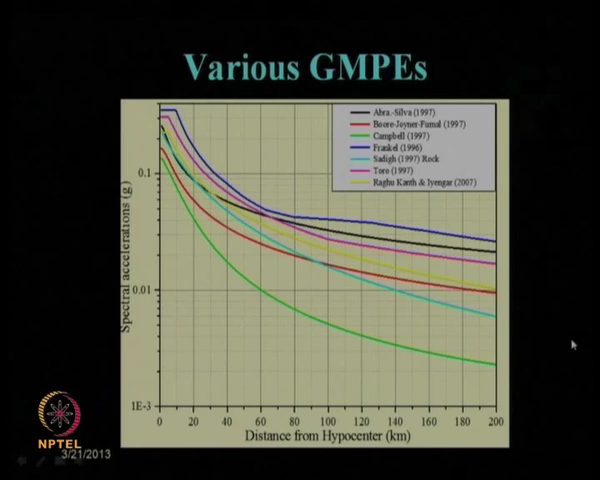 Various GMPEs
Abra.-Silva (1997)
Boore-Joyner-Fumal (1997)
Campbell (1997)
Frankel (1996)
Sadigh (1997) Rock
Toro (1997)
Raghu Kanth & Iyengar (2007)
Spectral accelerations (g)
0.1
0.01
1E-3
0 20 40 60 80 100 120 140 160 180 200
Distance from Hypocenter (km)
NPTEL
3/21/2013